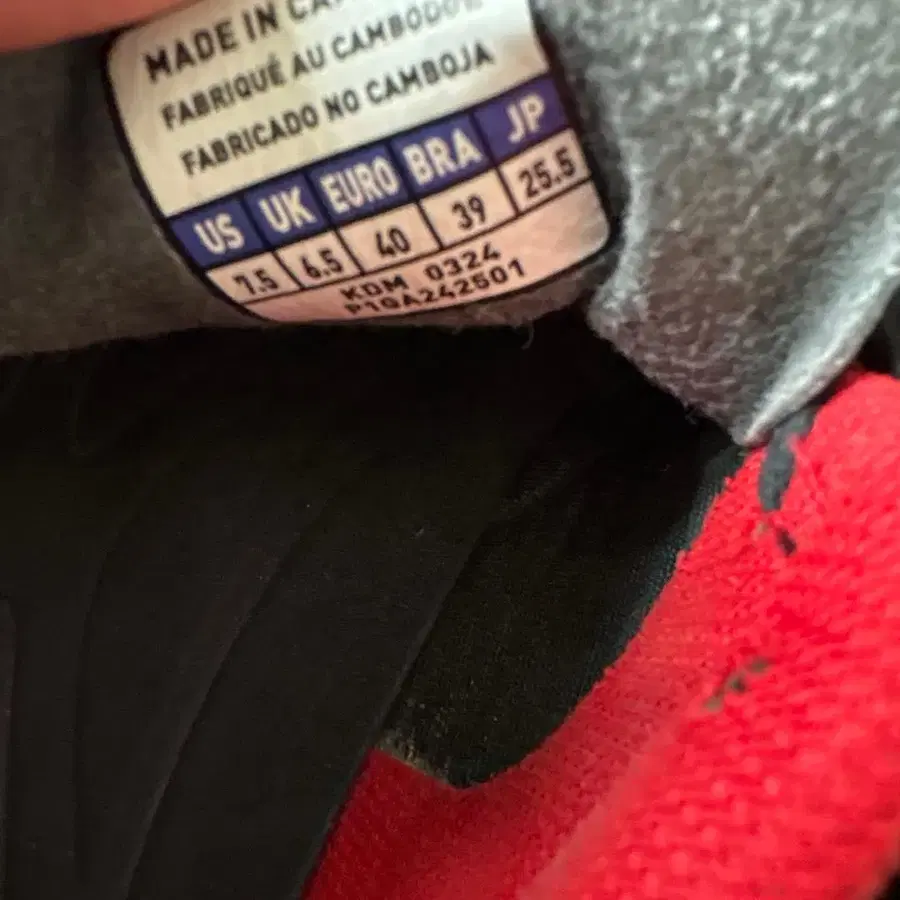 MADE IN CA
FABRIQUÉ AU CAMBODGE
FABRICADO NO CAMBOJA
US UK EURO BRA JP
7.5 6.5 40 39 25.5
KDM 0324
P1GA242501